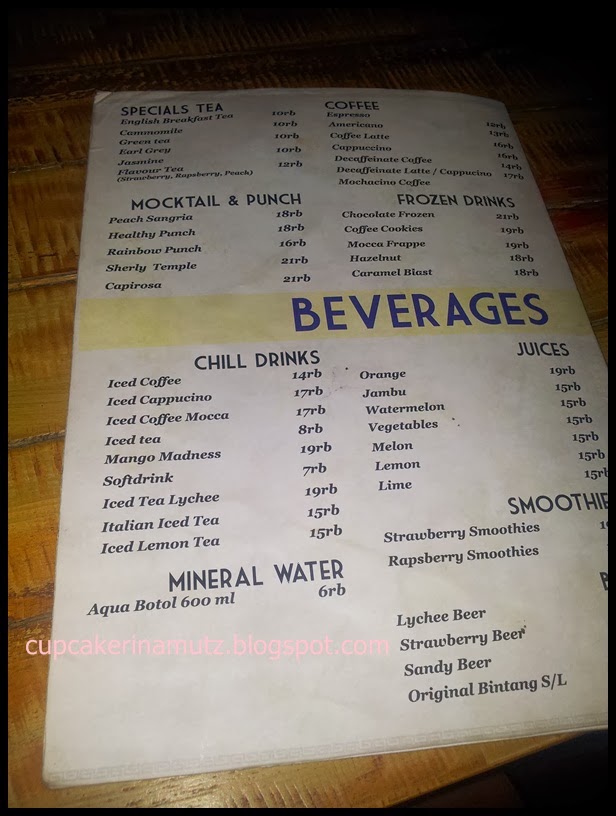 SPECIALS TEA
English Breakfast Tea 10rb
Cammomile 10rb
Green tea 10rb
Earl Grey 10rb
Jasmine 12rb
Flavour Tea
(Strawberry, Rapsberry, Peach)
COFFEE
Espresso
Americano
Coffee Latte 13rb
Cappuccino 16rb
Decaffeinate Coffee 16rb
Decaffeinate Latte / Cappucino 14rb
Mochacino Coffee 17rb
MOCKTAIL & PUNCH
Peach Sangria 18rb
Healthy Punch 18rb
Rainbow Punch 16rb
Sherly Temple 21rb
Capirosa 21rb
FROZEN DRINKS
Chocolate Frozen 21rb
Coffee Cookies 19rb
Mocca Frappe 19rb
Hazelnut 18rb
Caramel Blast 18rb
BEVERAGES
CHILL DRINKS
Iced Coffee 14rb
Iced Cappucino 17rb
Iced Coffee Mocca 17rb
Iced tea 8rb
Mango Madness 19rb
Softdrink 7rb
Iced Tea Lychee 19rb
Italian Iced Tea 15rb
Iced Lemon Tea 15rb
JUICES
Orange 19rb
Jambu 15rb
Watermelon 15rb
Vegetables 15rb
Melon 15rb
Lemon 15rb
Lime 15rb
SMOOTHIE
Strawberry Smoothies
Rapsberry Smoothies
MINERAL WATER
Aqua Botol 600 ml 6rb
Lychee Beer
Strawberry Beer
Sandy Beer
Original Bintang S/L
cupcakerinamutz.blogspot.com